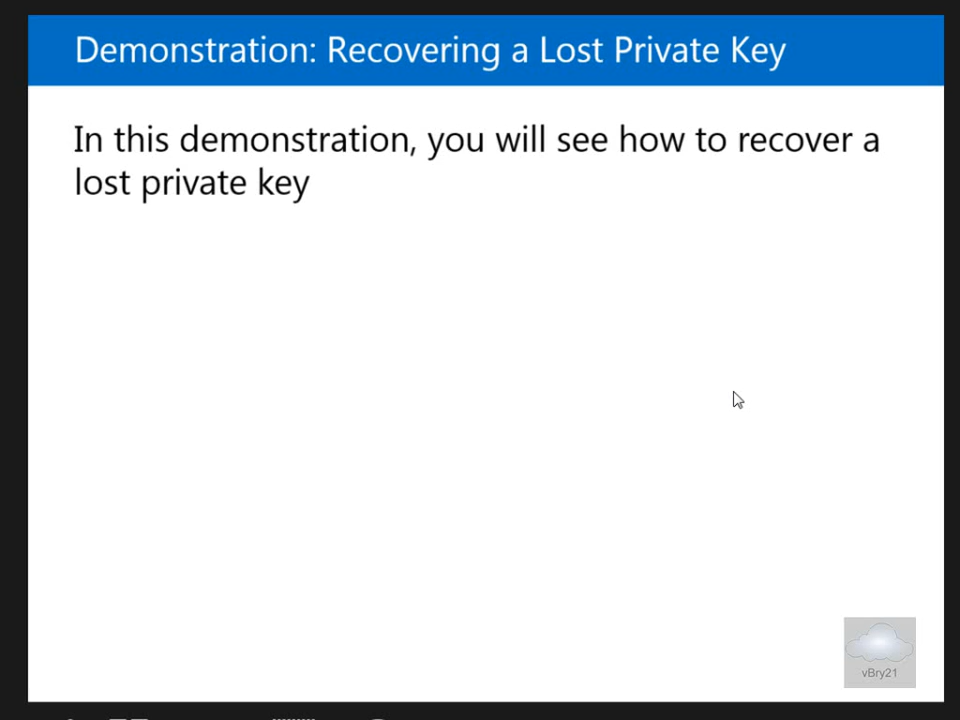 Demonstration: Recovering a Lost Private Key
In this demonstration, you will see how to recover a
lost private key
vBry21